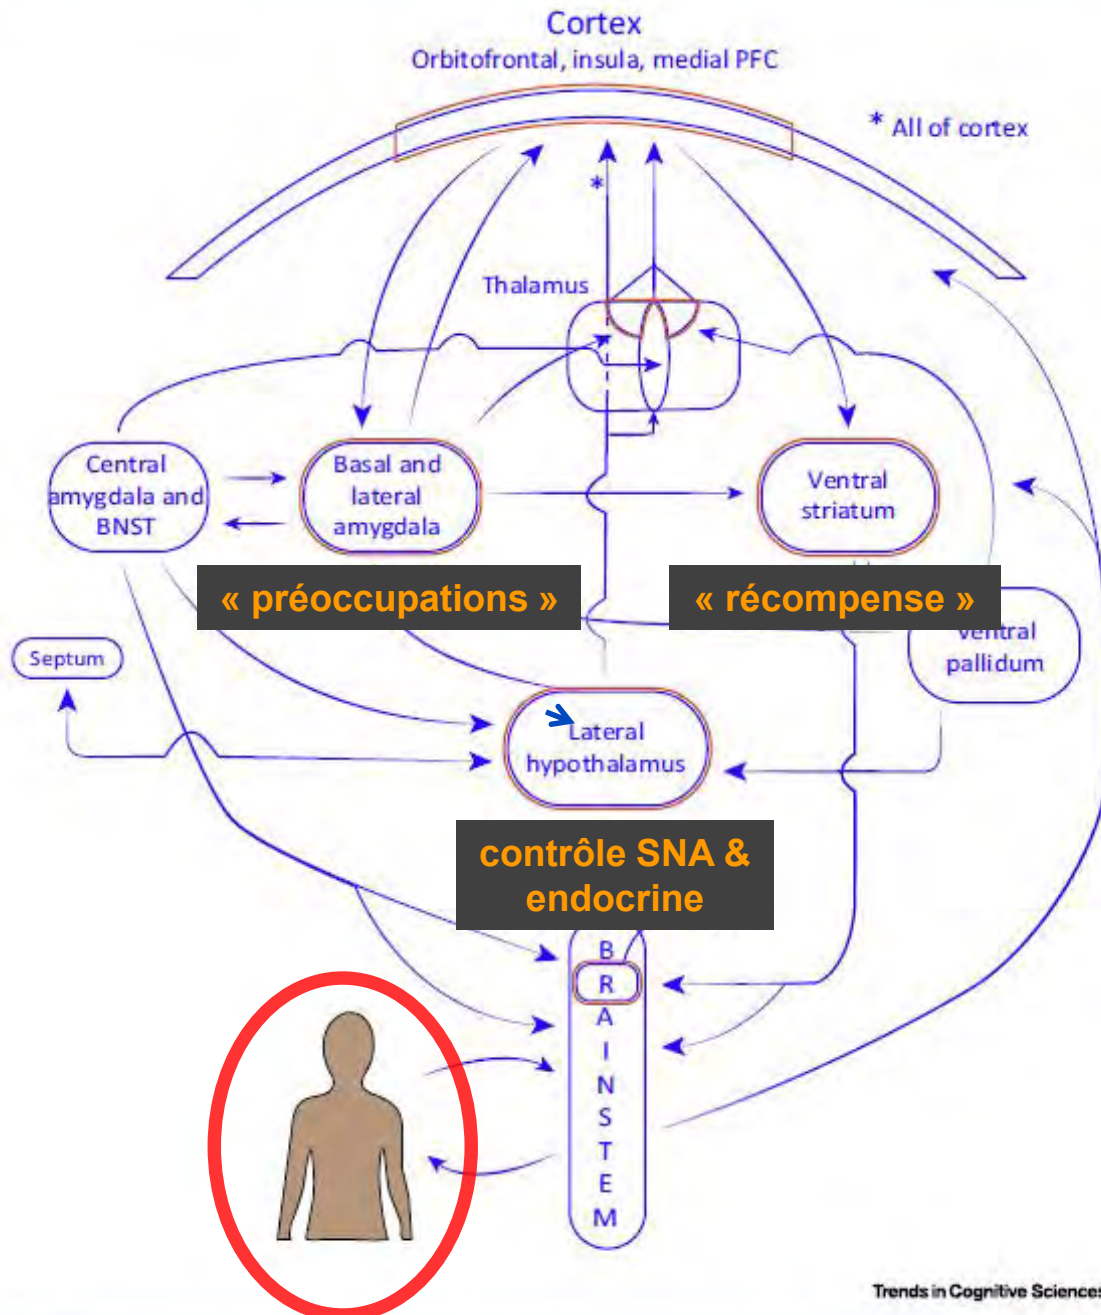 Cortex
Orbitofrontal, insula, medial PFC
* All of cortex
*
Thalamus
Central
amygdala and
BNST
Basal and
lateral
amygdala
Ventral
striatum
« préoccupations »
« récompense »
Septum
Ventral
pallidum
Lateral
hypothalamus
contrôle SNA &
endocrine
B
R
A
I
N
S
T
E
M
Trends in Cognitive Sciences